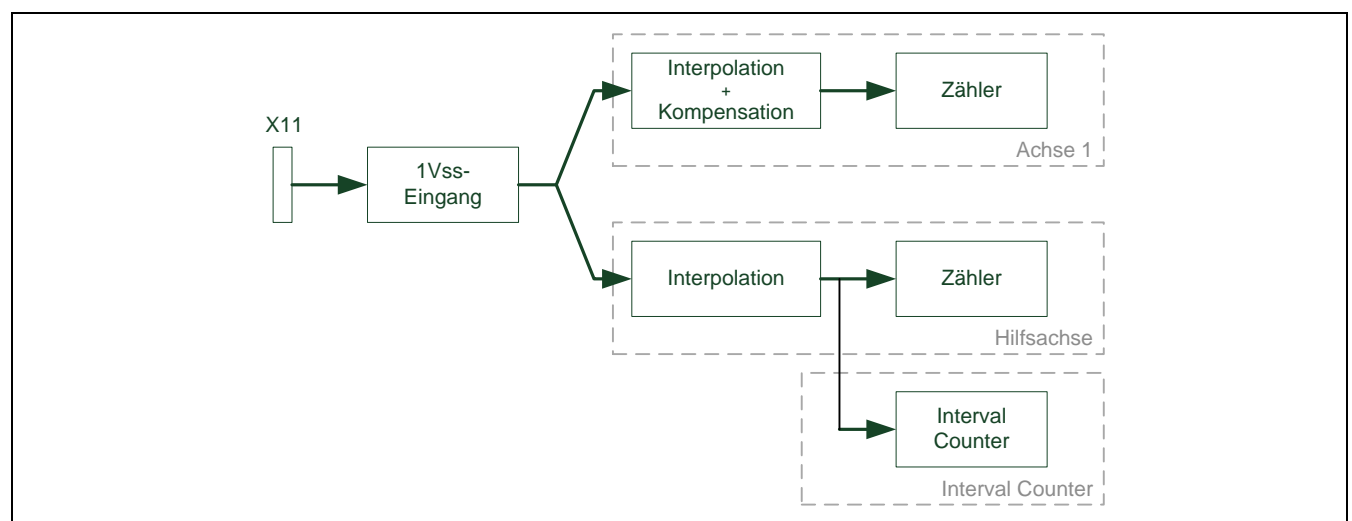 X11
1Vss-
Eingang
Interpolation
+
Kompensation
Zähler
Achse 1
Interpolation
Zähler
Hilfsachse
Interval
Counter
Interval Counter